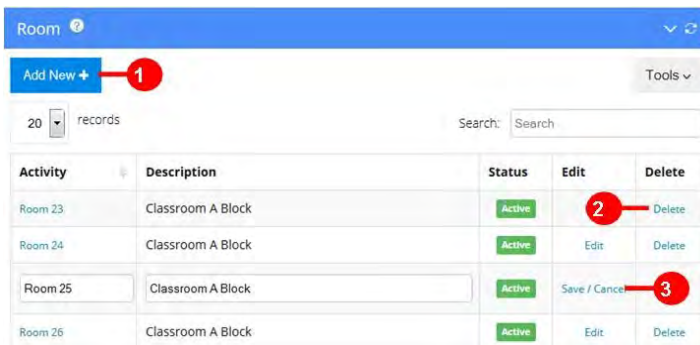 Room ?
Add New + 1 Tools
20 records Search: Search
Activity Description Status Edit Delete
Room 23 Classroom A Block Active 2 Delete
Room 24 Classroom A Block Active Edit Delete
Room 25 Classroom A Block Active Save / Cancel 3
Room 26 Classroom A Block Active Edit Delete